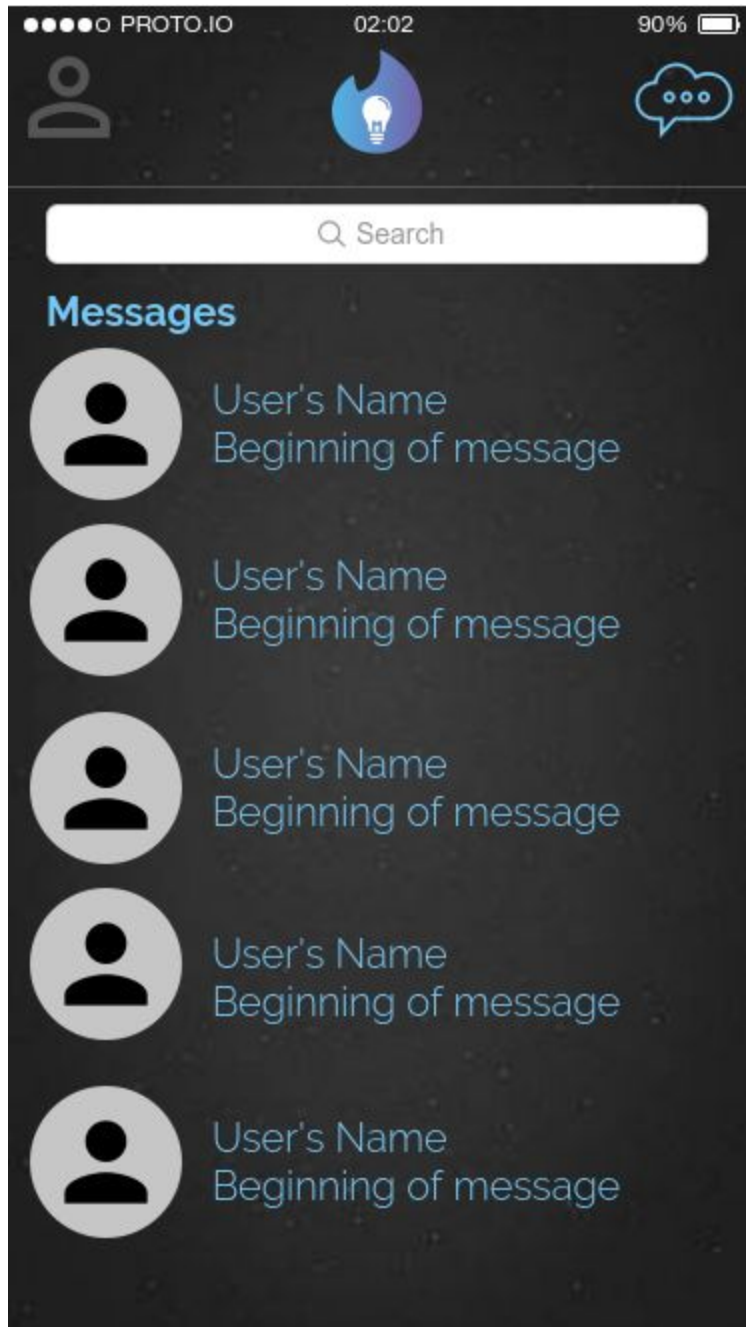 PROTO.IO 02:02 90%
Search
Messages
User's Name
Beginning of message
User's Name
Beginning of message
User's Name
Beginning of message
User's Name
Beginning of message
User's Name
Beginning of message